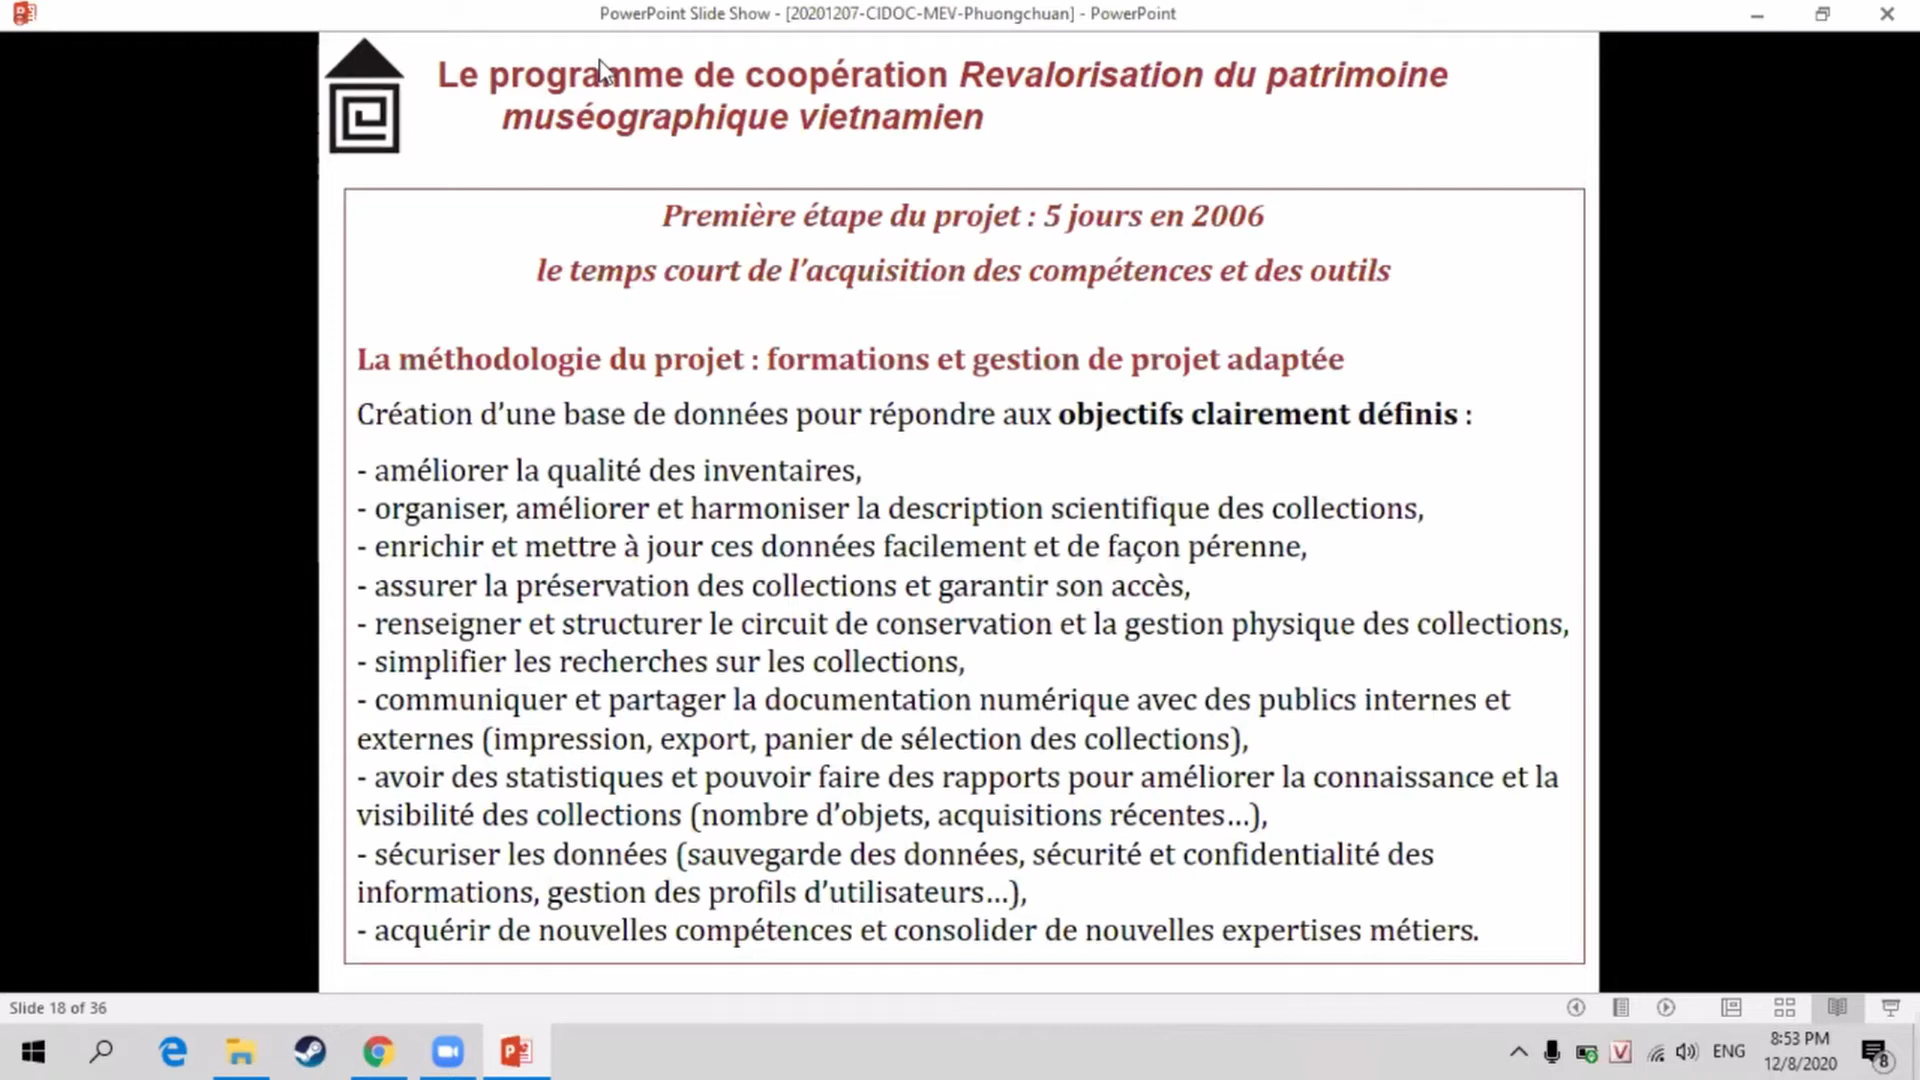 PowerPoint Slide Show - [20201207-CIDOC-MEV-Phuongchuan] - PowerPoint
Le programme de coopération Revalorisation du patrimoine
muséographique vietnamien
Première étape du projet : 5 jours en 2006
le temps court de l’acquisition des compétences et des outils
La méthodologie du projet : formations et gestion de projet adaptée
Création d’une base de données pour répondre aux objectifs clairement définis :
- améliorer la qualité des inventaires,
- organiser, améliorer et harmoniser la description scientifique des collections,
- enrichir et mettre à jour ces données facilement et de façon pérenne,
- assurer la préservation des collections et garantir son accès,
- renseigner et structurer le circuit de conservation et la gestion physique des collections,
- simplifier les recherches sur les collections,
- communiquer et partager la documentation numérique avec des publics internes et
externes (impression, export, panier de sélection des collections),
- avoir des statistiques et pouvoir faire des rapports pour améliorer la connaissance et la
visibilité des collections (nombre d’objets, acquisitions récentes…),
- sécuriser les données (sauvegarde des données, sécurité et confidentialité des
informations, gestion des profils d’utilisateurs…),
- acquérir de nouvelles compétences et consolider de nouvelles expertises métiers.
Slide 18 of 36
ENG
8:53 PM
12/8/2020
8